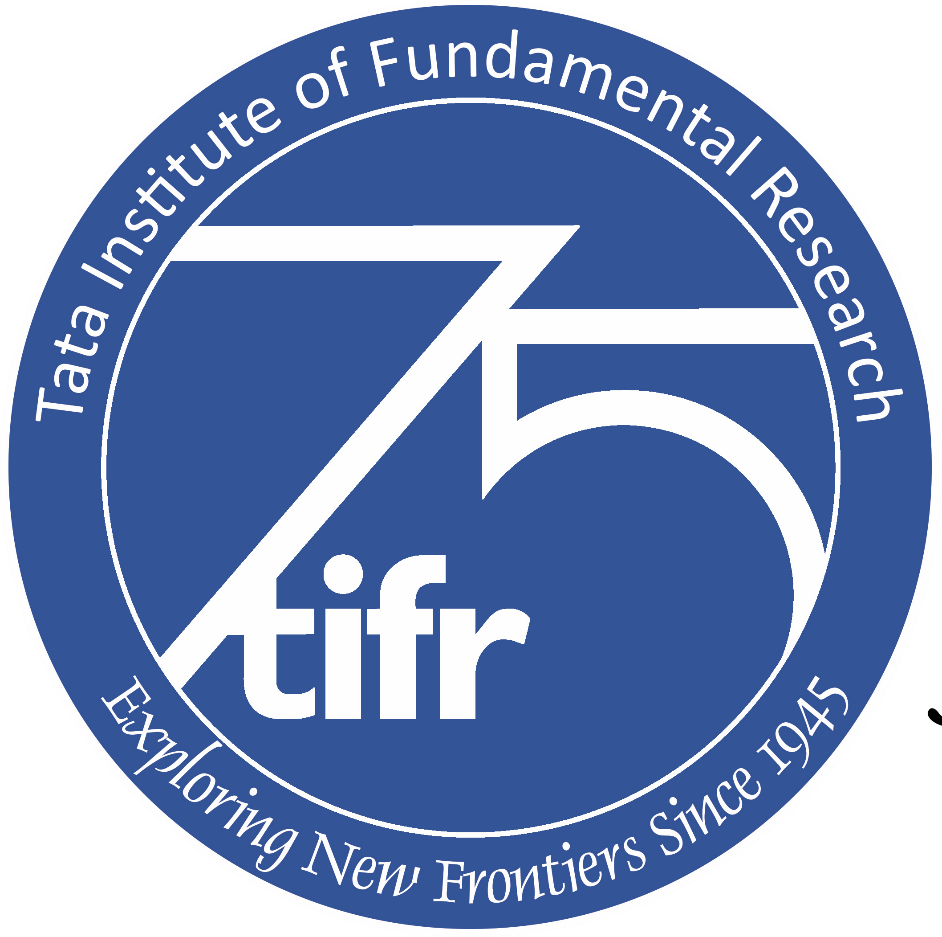 Tata Institute of Fundamental Research
75
tifr
Exploring New Frontiers Since 1945